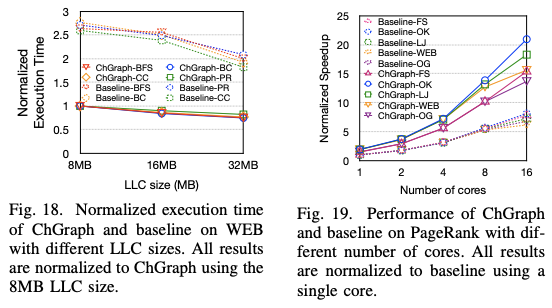 3
2.5
2
1.5
1
0.5
0
Normalized
Execution Time
ChGraph-BFS
ChGraph-BC
ChGraph-CC
ChGraph-PR
Baseline-BFS
Baseline-PR
Baseline-BC
Baseline-CC
8MB
16MB
32MB
LLC size (MB)
Fig. 18. Normalized execution time
of ChGraph and baseline on WEB
with different LLC sizes. All results
are normalized to ChGraph using the
8MB LLC size.
25
20
15
10
5
0
Normalized Speedup
Baseline-FS
Baseline-OK
Baseline-LJ
Baseline-WEB
Baseline-OG
ChGraph-FS
ChGraph-OK
ChGraph-LJ
ChGraph-WEB
ChGraph-OG
1
2
4
8
16
Number of cores
Fig. 19. Performance of ChGraph
and baseline on PageRank with dif-
ferent number of cores. All results
are normalized to baseline using a
single core.